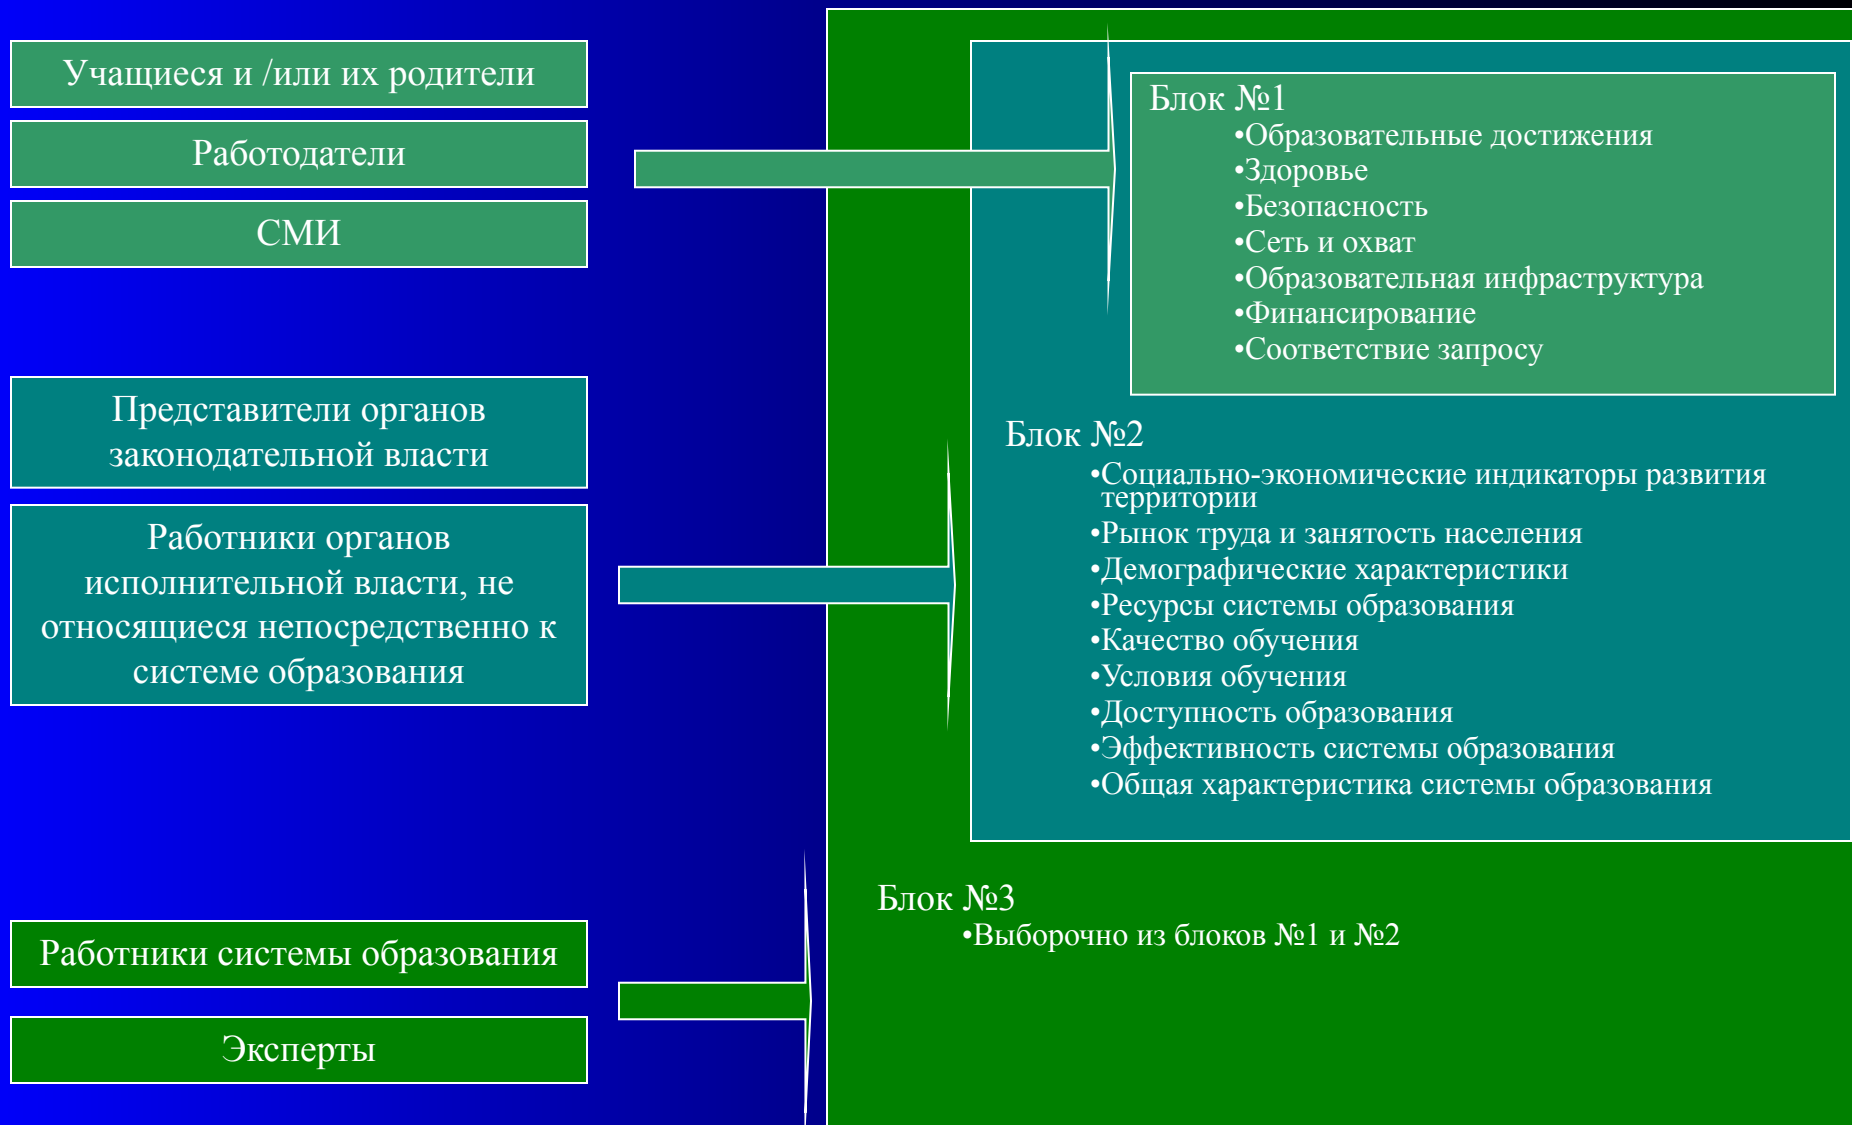 Учащиеся и /или их родители
Работодатели
СМИ
Представители органов
законодательной власти
Работники органов
исполнительной власти, не
относящиеся непосредственно к
системе образования
Работники системы образования
Эксперты
Блок №1
•Образовательные достижения
•Здоровье
•Безопасность
•Сеть и охват
•Образовательная инфраструктура
•Финансирование
•Соответствие запросу
Блок №2
•Социально-экономические индикаторы развития
территории
•Рынок труда и занятость населения
•Демографические характеристики
•Ресурсы системы образования
•Качество обучения
•Условия обучения
•Доступность образования
•Эффективность системы образования
•Общая характеристика системы образования
Блок №3
•Выборочно из блоков №1 и №2